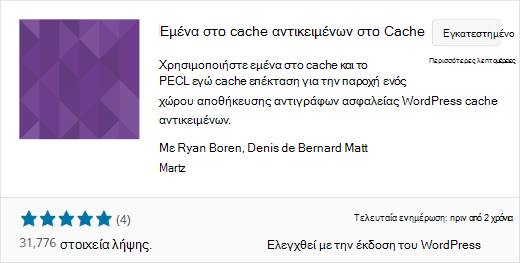 Εμένα στο cache αντικειμένων στο Cache
Εγκατεστημένο
Περισσότερες λεπτομέρειες
Χρησιμοποιήστε εμένα στο cache και το
PECL εγώ cache επέκταση για την παροχή ενός
χώρου αποθήκευσης αντιγράφων ασφαλείας WordPress cache
αντικειμένων.
Με Ryan Boren, Denis de Bernard Matt
Martz
(4)
Τελευταία ενημέρωση: πριν από 2 χρόνια
31,776 στοιχεία λήψης.
Ελεγχθεί με την έκδοση του WordPress